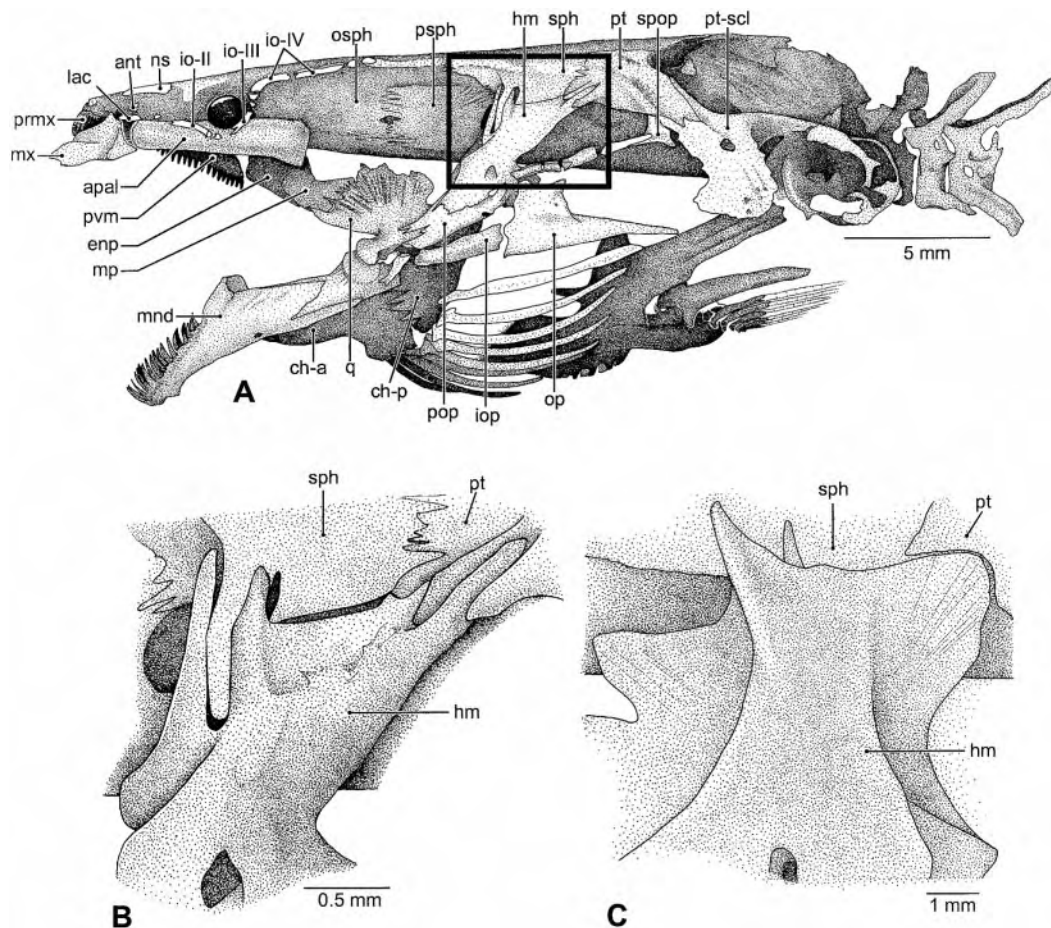 lac ant ns io-II io-III io-IV osph psph hm sph pt spop pt-scl
prmx
mx
apal
pvm
enp
mp
mnd
5 mm
A ch-a q ch-p pop iop op
sph pt
hm
B 0.5 mm
sph pt
hm
C 1 mm